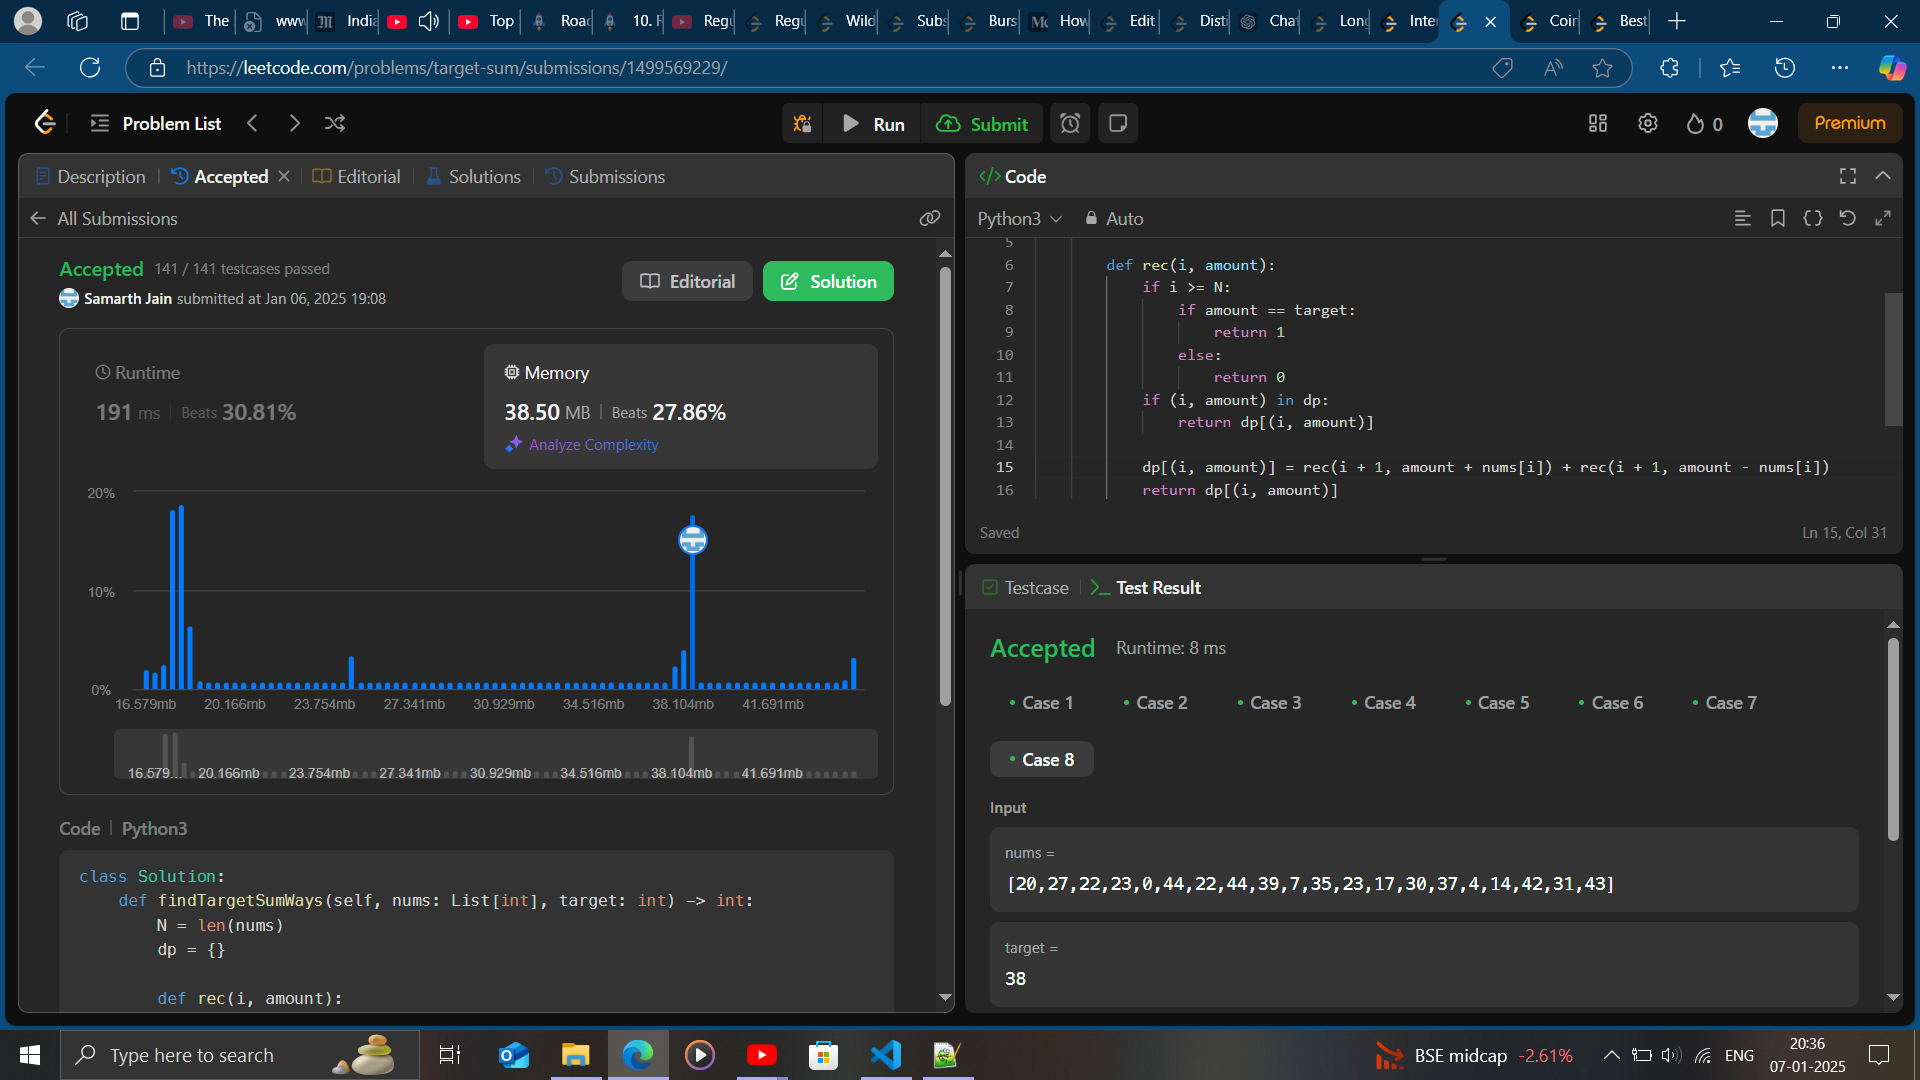 The
www
India
Top
Road
10. R
Regu
Regu
Wild
Subs
Burs
How
Edit
Disti
Chat
Long
Inter
Coin
Best
https://leetcode.com/problems/target-sum/submissions/1499569229/
Problem List
Run
Submit
0
Premium
Description
Accepted
Editorial
Solutions
Submissions
All Submissions
Accepted 141 / 141 testcases passed
Samarth Jain submitted at Jan 06, 2025 19:08
Editorial
Solution
Runtime
191 ms | Beats 30.81%
Memory
38.50 MB | Beats 27.86%
Analyze Complexity
20%
10%
0%
16.579mb 20.166mb 23.754mb 27.341mb 30.929mb 34.516mb 38.104mb 41.691mb
16.579... 20.166mb 23.754mb 27.341mb 30.929mb 34.516mb 38.104mb 41.691mb
Code | Python3
class Solution:
    def findTargetSumWays(self, nums: List[int], target: int) -> int:
        N = len(nums)
        dp = {}
        def rec(i, amount):
</> Code
Python3
Auto
5
6 def rec(i, amount):
7 if i >= N:
8 if amount == target:
9 return 1
10 else:
11 return 0
12 if (i, amount) in dp:
13 return dp[(i, amount)]
14
15 dp[(i, amount)] = rec(i + 1, amount + nums[i]) + rec(i + 1, amount - nums[i])
16 return dp[(i, amount)]
Saved
Ln 15, Col 31
Testcase
Test Result
Accepted Runtime: 8 ms
• Case 1 • Case 2 • Case 3 • Case 4 • Case 5 • Case 6 • Case 7
• Case 8
Input
nums =
[20,27,22,23,0,44,22,44,39,7,35,23,17,30,37,4,14,42,31,43]
target =
38
Type here to search
BSE midcap -2.61%
ENG
20:36
07-01-2025